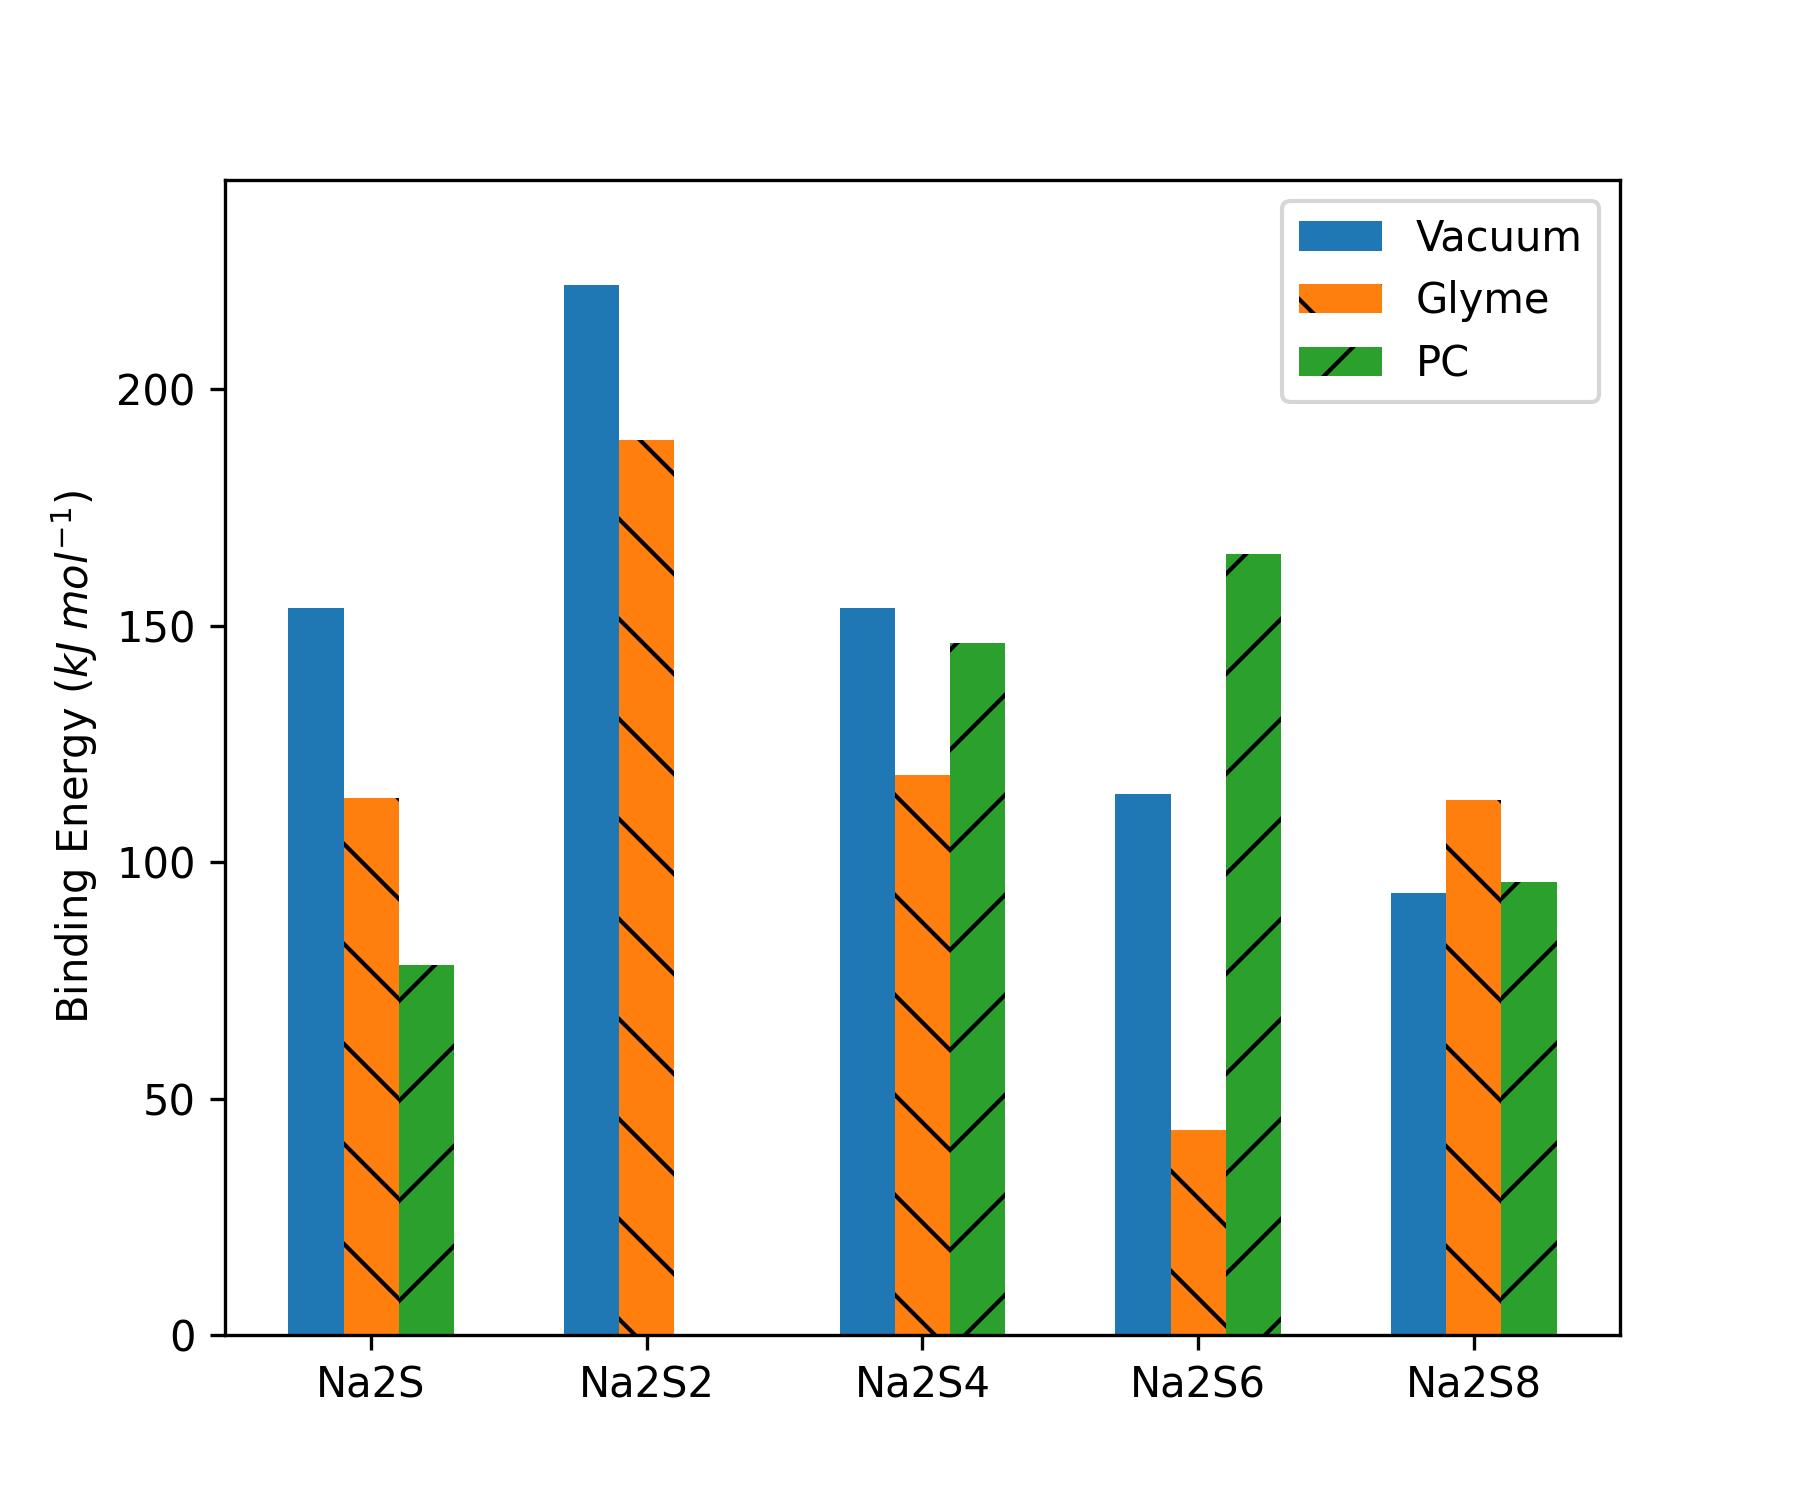 Vacuum
Glyme
PC
Binding Energy (kJ mol⁻¹)
200
150
100
50
0
Na2S
Na2S2
Na2S4
Na2S6
Na2S8